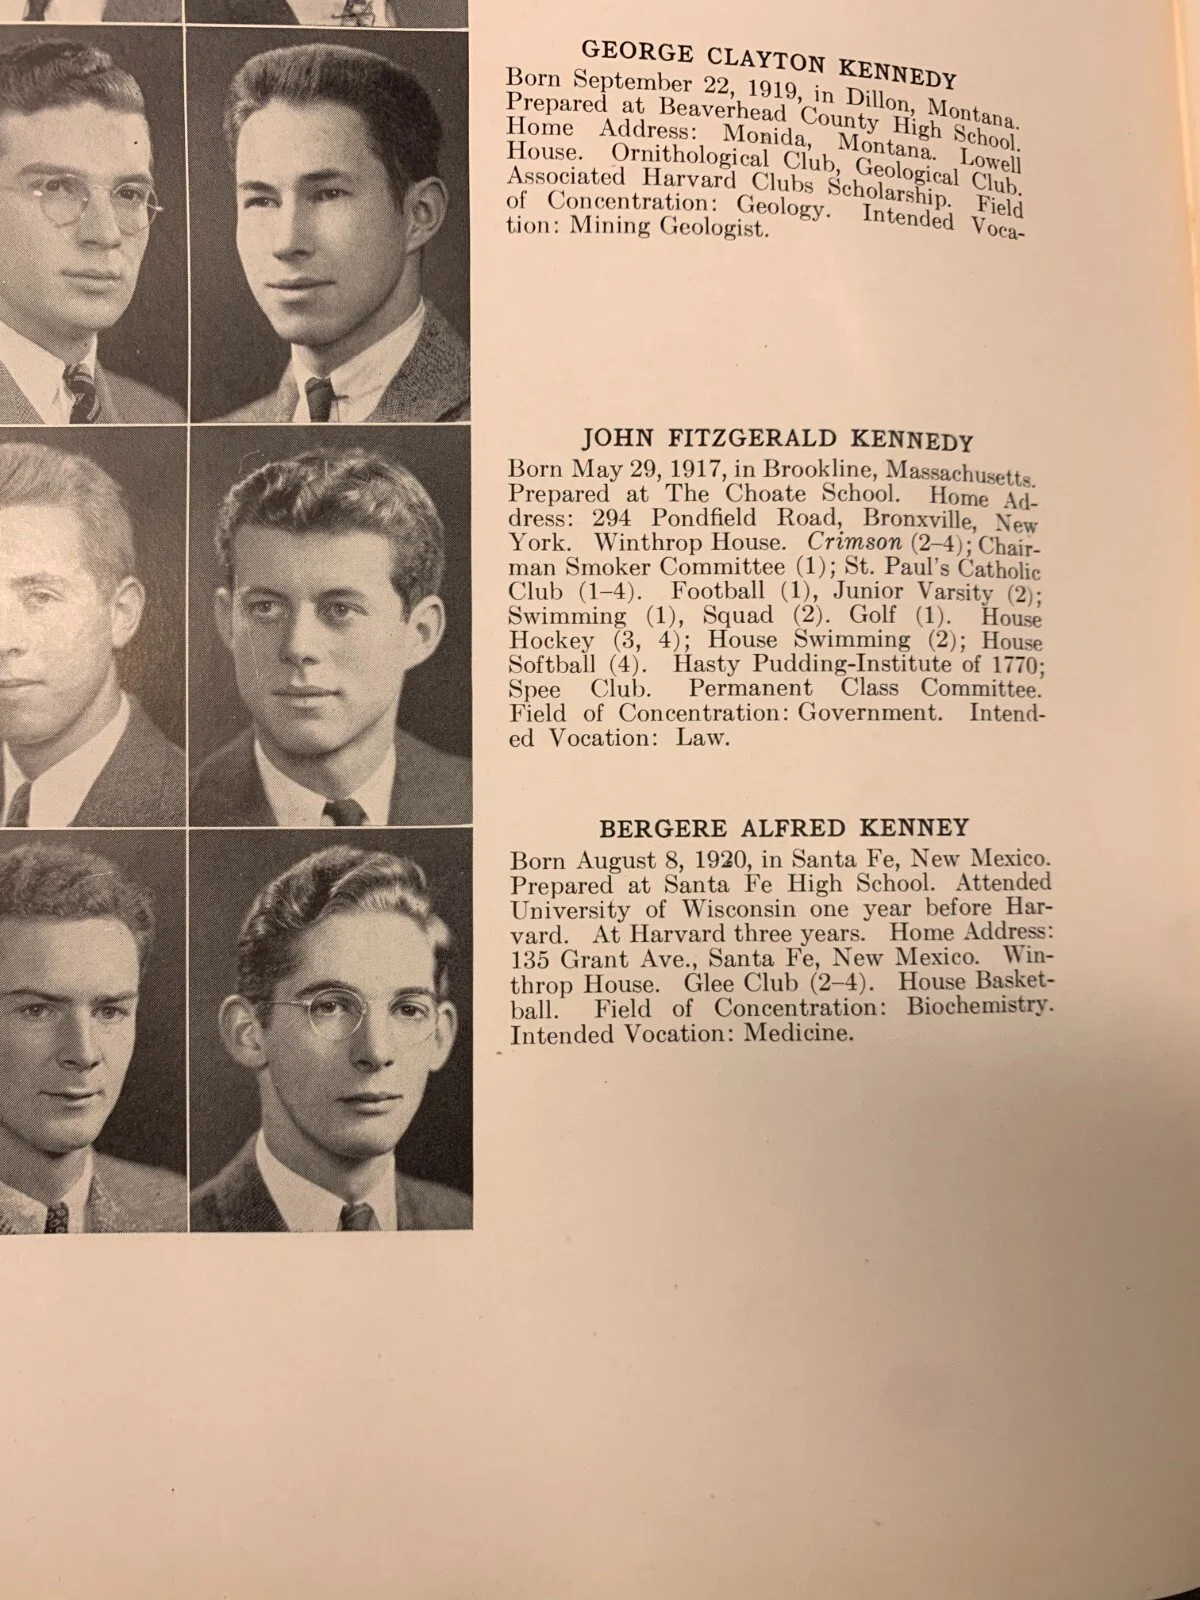 GEORGE CLAYTON KENNEDY
Born September 22, 1919, in Dillon, Montana.
Prepared at Beaverhead County High School.
Home Address: Monida, Montana. Lowell
House. Ornithological Club, Geological Club.
Associated Harvard Clubs Scholarship. Field
of Concentration: Geology. Intended Voca-
tion: Mining Geologist.
JOHN FITZGERALD KENNEDY
Born May 29, 1917, in Brookline, Massachusetts.
Prepared at The Choate School. Home Ad-
dress: 294 Pondfield Road, Bronxville, New
York. Winthrop House. Crimson (2–4); Chair-
man Smoker Committee (1); St. Paul's Catholic
Club (1–4). Football (1), Junior Varsity (2);
Swimming (1), Squad (2). Golf (1). House
Hockey (3, 4); House Swimming (2); House
Softball (4). Hasty Pudding-Institute of 1770;
Spee Club. Permanent Class Committee.
Field of Concentration: Government. Intend-
ed Vocation: Law.
BERGERE ALFRED KENNEY
Born August 8, 1920, in Santa Fe, New Mexico.
Prepared at Santa Fe High School. Attended
University of Wisconsin one year before Har-
vard. At Harvard three years. Home Address:
135 Grant Ave., Santa Fe, New Mexico. Win-
throp House. Glee Club (2–4). House Basket-
ball. Field of Concentration: Biochemistry.
Intended Vocation: Medicine.